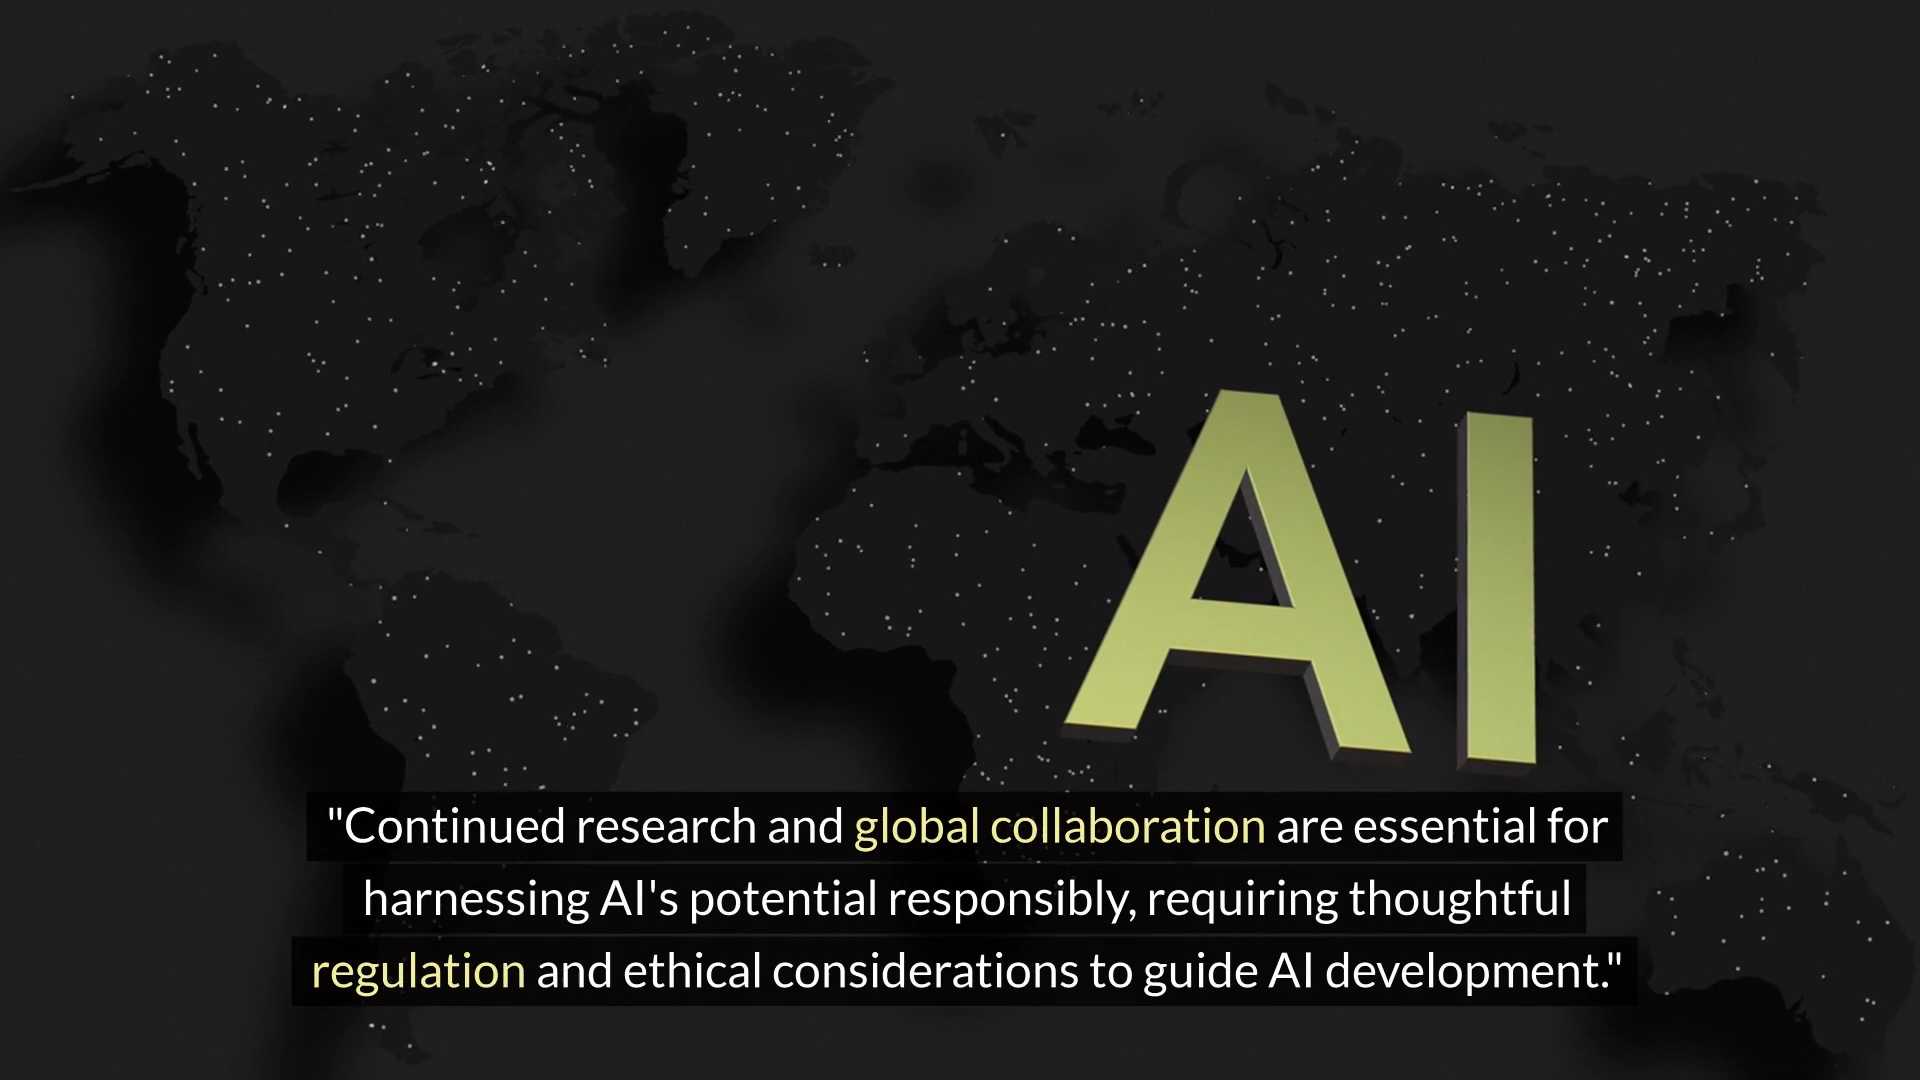 AI
"Continued research and global collaboration are essential for
harnessing AI's potential responsibly, requiring thoughtful
regulation and ethical considerations to guide AI development."